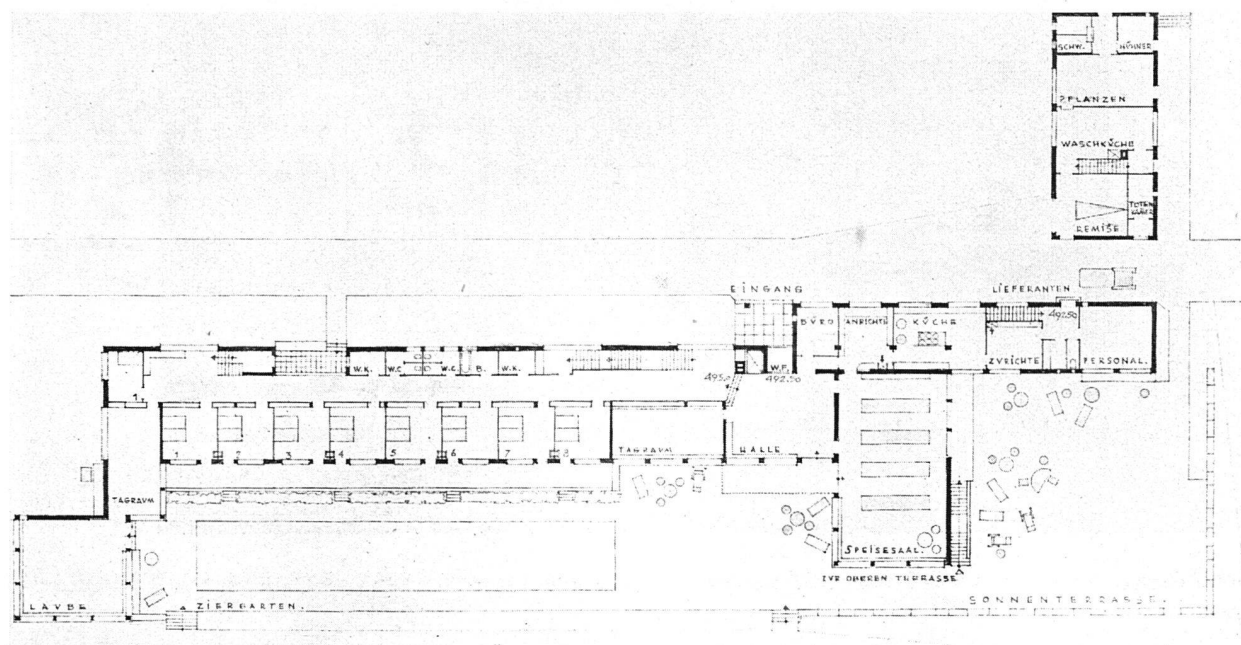 SCHW.
HÜHNER
PFLANZEN
WASCHKÜCHE
TOTEN
REMISE
EINGANG
LIEFERANTEN
BÜRO
ANRICHTE
KÜCHE
492.50
ZURICHTE
PERSONAL.
W.K.
W.C.
W.C.
B.
W.K.
W.F.
492.50
1
2
3
4
5
6
7
8
TAGRAUM
HALLE
TAGRAUM
SPEISESAAL.
ZUR OBEREN TERRASSE
LAUBE
ZIERGARTEN.
SONNENTERRASSE.